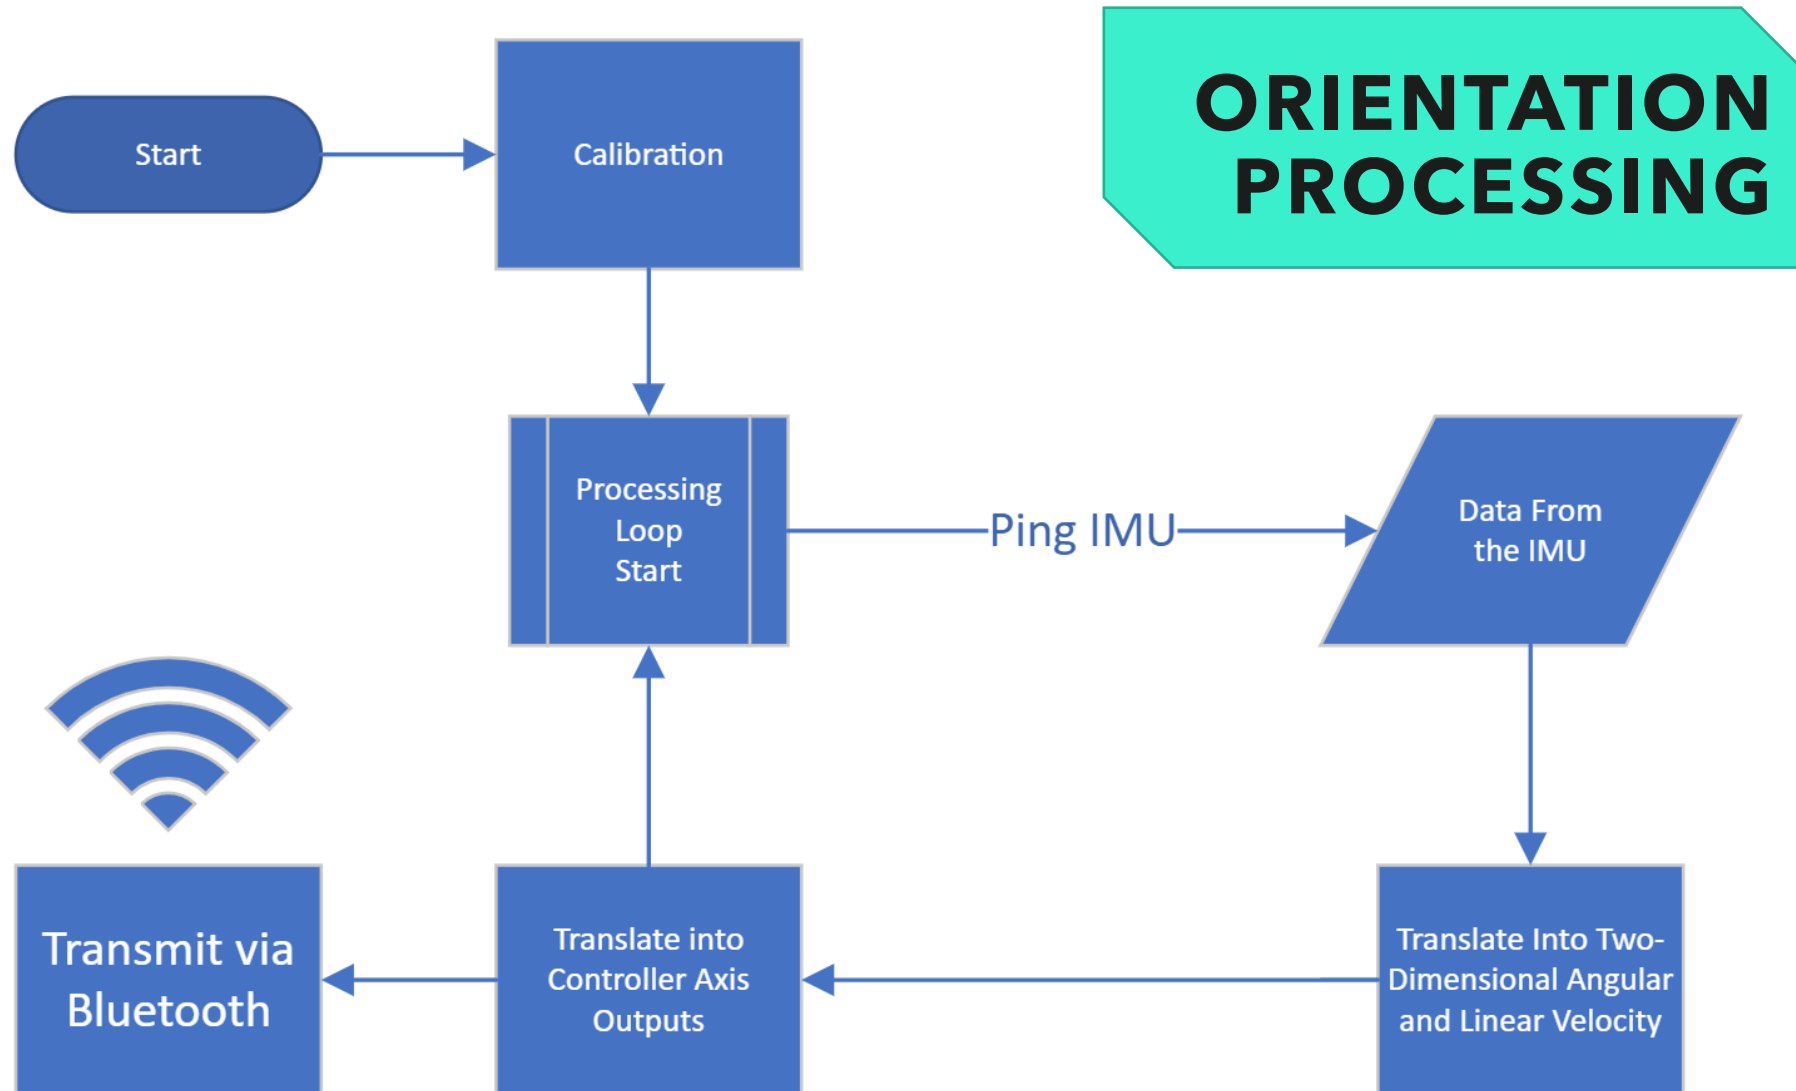 ORIENTATION
PROCESSING
Start
Calibration
Processing
Loop
Start
Ping IMU
Data From
the IMU
Transmit via
Bluetooth
Translate into
Controller Axis
Outputs
Translate Into Two-
Dimensional Angular
and Linear Velocity